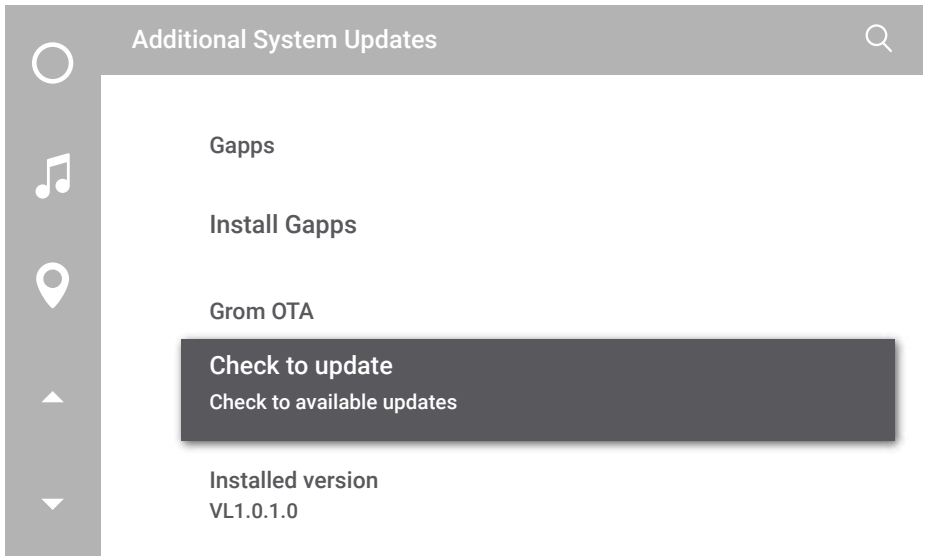 Additional System Updates
Gapps
Install Gapps
Grom OTA
Check to update
Check to available updates
Installed version
VL1.0.1.0